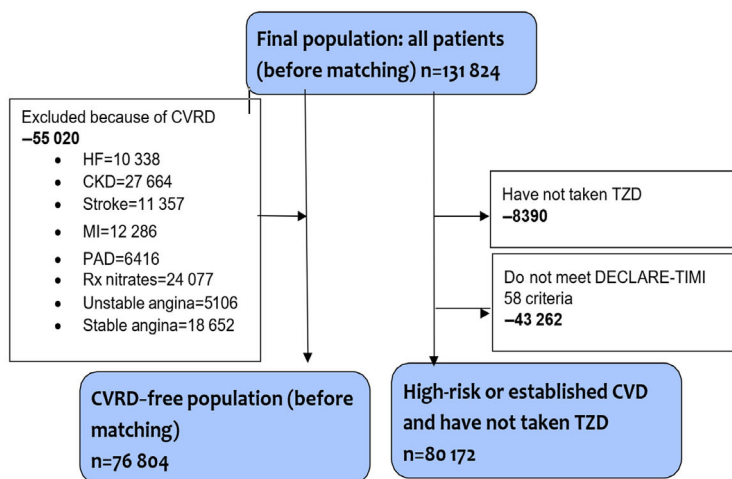 Final population: all patients
(before matching) n=131 824
Excluded because of CVRD
–55 020
• HF=10 338
• CKD=27 664
• Stroke=11 357
• MI=12 286
• PAD=6416
• Rx nitrates=24 077
• Unstable angina=5106
• Stable angina=18 652
Have not taken TZD
–8390
Do not meet DECLARE-TIMI
58 criteria
–43 262
CVRD-free population (before
matching)
n=76 804
High-risk or established CVD
and have not taken TZD
n=80 172